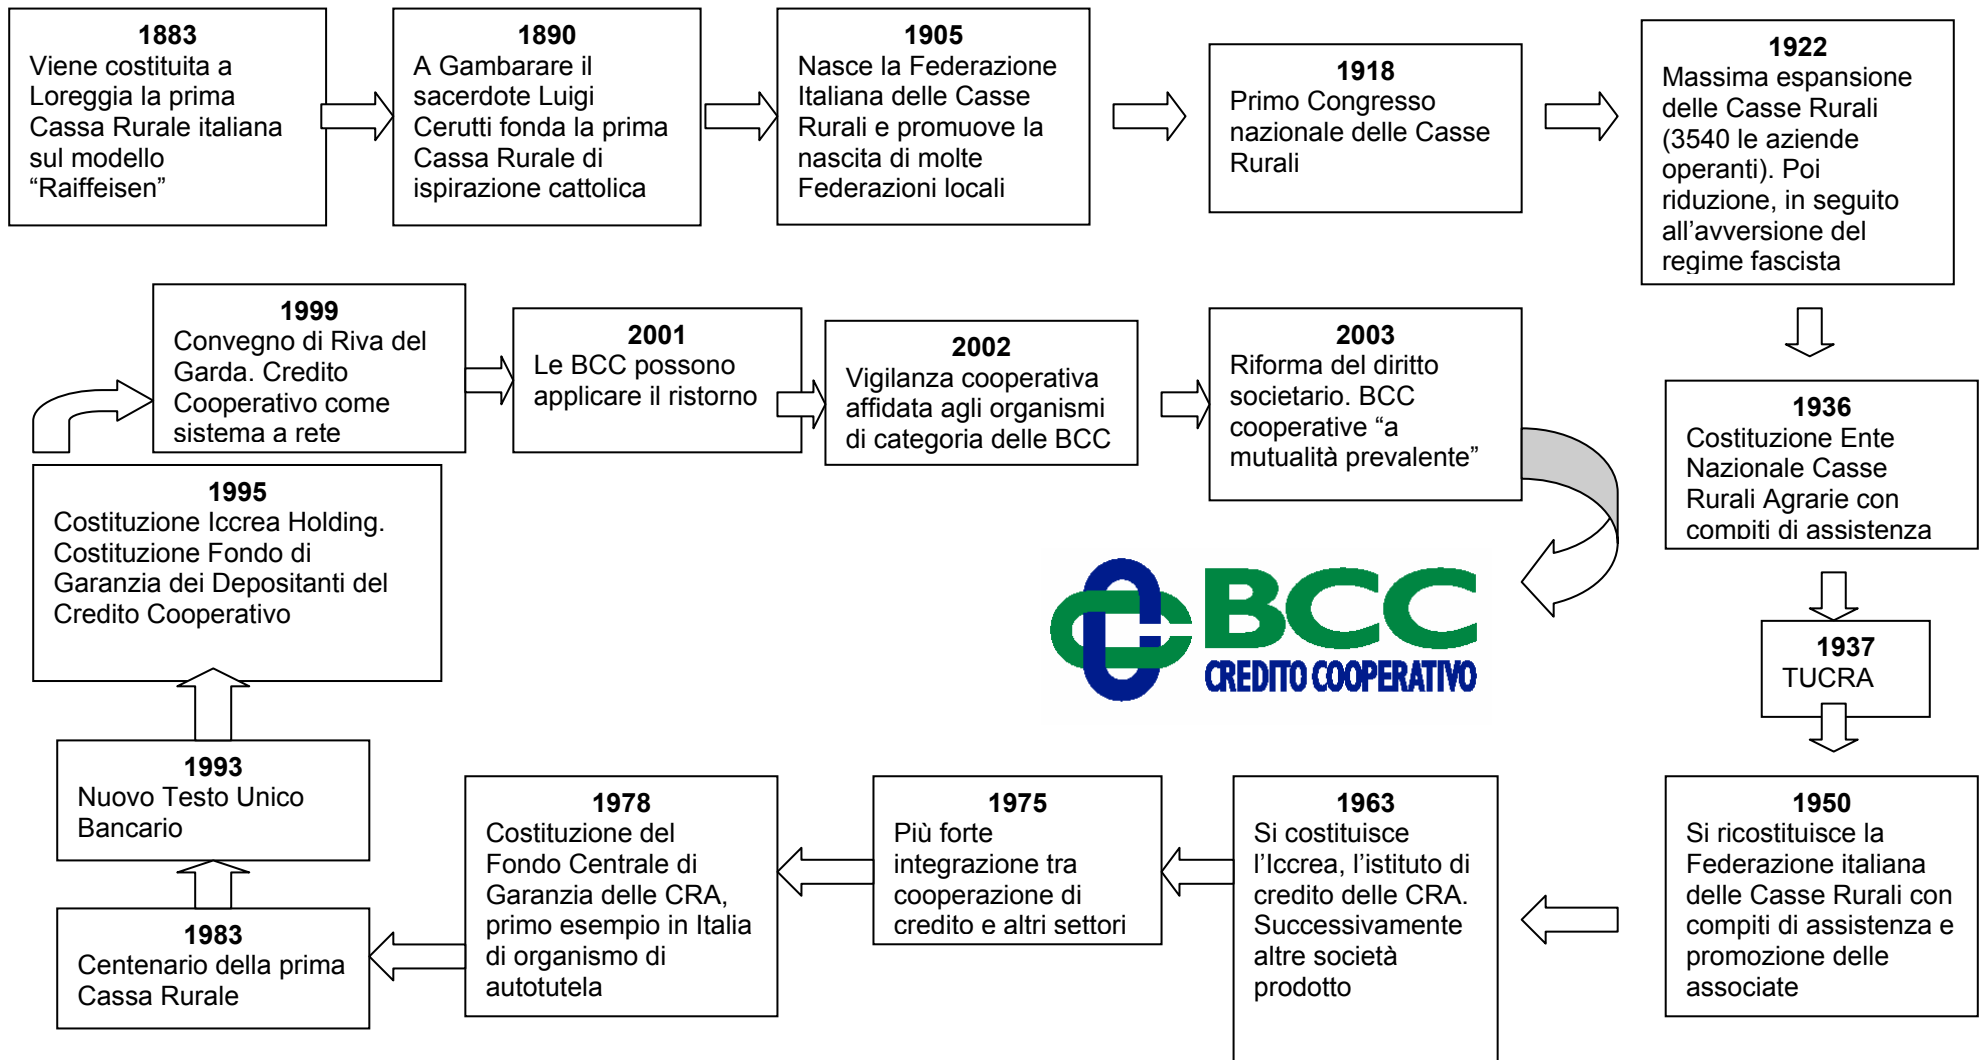 1883
Viene costituita a
Loreggia la prima
Cassa Rurale italiana
sul modello
“Raiffeisen”
1890
A Gambarare il
sacerdote Luigi
Cerutti fonda la prima
Cassa Rurale di
ispirazione cattolica
1905
Nasce la Federazione
Italiana delle Casse
Rurali e promuove la
nascita di molte
Federazioni locali
1918
Primo Congresso
nazionale delle Casse
Rurali
1922
Massima espansione
delle Casse Rurali
(3540 le aziende
operanti). Poi
riduzione, in seguito
all’avversione del
regime fascista
1936
Costituzione Ente
Nazionale Casse
Rurali Agrarie con
compiti di assistenza
1937
TUCRA
1950
Si ricostituisce la
Federazione italiana
delle Casse Rurali con
compiti di assistenza e
promozione delle
associate
1963
Si costituisce
l’Iccrea, l’istituto di
credito delle CRA.
Successivamente
altre società
prodotto
1975
Più forte
integrazione tra
cooperazione di
credito e altri settori
1978
Costituzione del
Fondo Centrale di
Garanzia delle CRA,
primo esempio in Italia
di organismo di
autotutela
1983
Centenario della prima
Cassa Rurale
1993
Nuovo Testo Unico
Bancario
1995
Costituzione Iccrea Holding.
Costituzione Fondo di
Garanzia dei Depositanti del
Credito Cooperativo
1999
Convegno di Riva del
Garda. Credito
Cooperativo come
sistema a rete
2001
Le BCC possono
applicare il ristorno
2002
Vigilanza cooperativa
affidata agli organismi
di categoria delle BCC
2003
Riforma del diritto
societario. BCC
cooperative “a
mutualità prevalente”
BCC
CREDITO COOPERATIVO